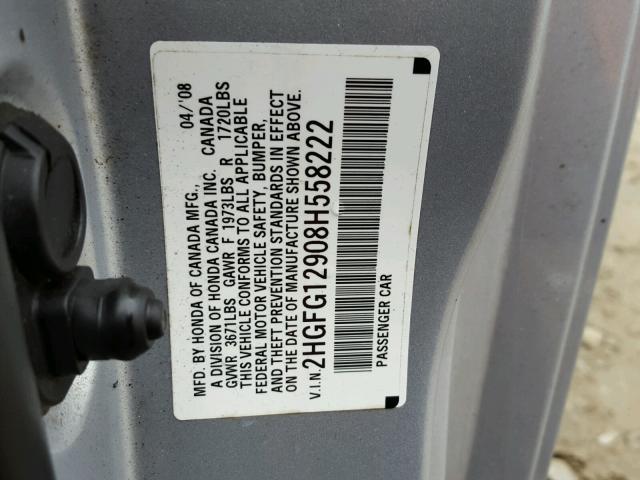 MFD. BY HONDA OF CANADA MFG., 04/'08
A DIVISION OF HONDA CANADA INC. CANADA
GVWR 3671LBS GAWR F 1973LBS R 1720LBS
THIS VEHICLE CONFORMS TO ALL APPLICABLE
FEDERAL MOTOR VEHICLE SAFETY, BUMPER,
AND THEFT PREVENTION STANDARDS IN EFFECT
ON THE DATE OF MANUFACTURE SHOWN ABOVE.
V.I.N. 2HGFG12908H558222
PASSENGER CAR